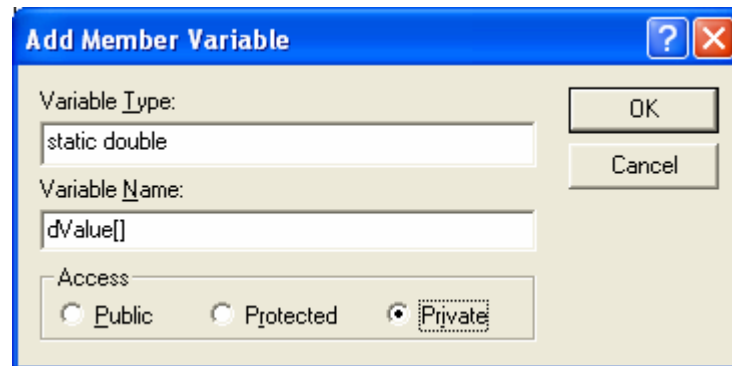 Add Member Variable
Variable Type:
OK
static double
Cancel
Variable Name:
dValue[]
Access
Public Protected Private